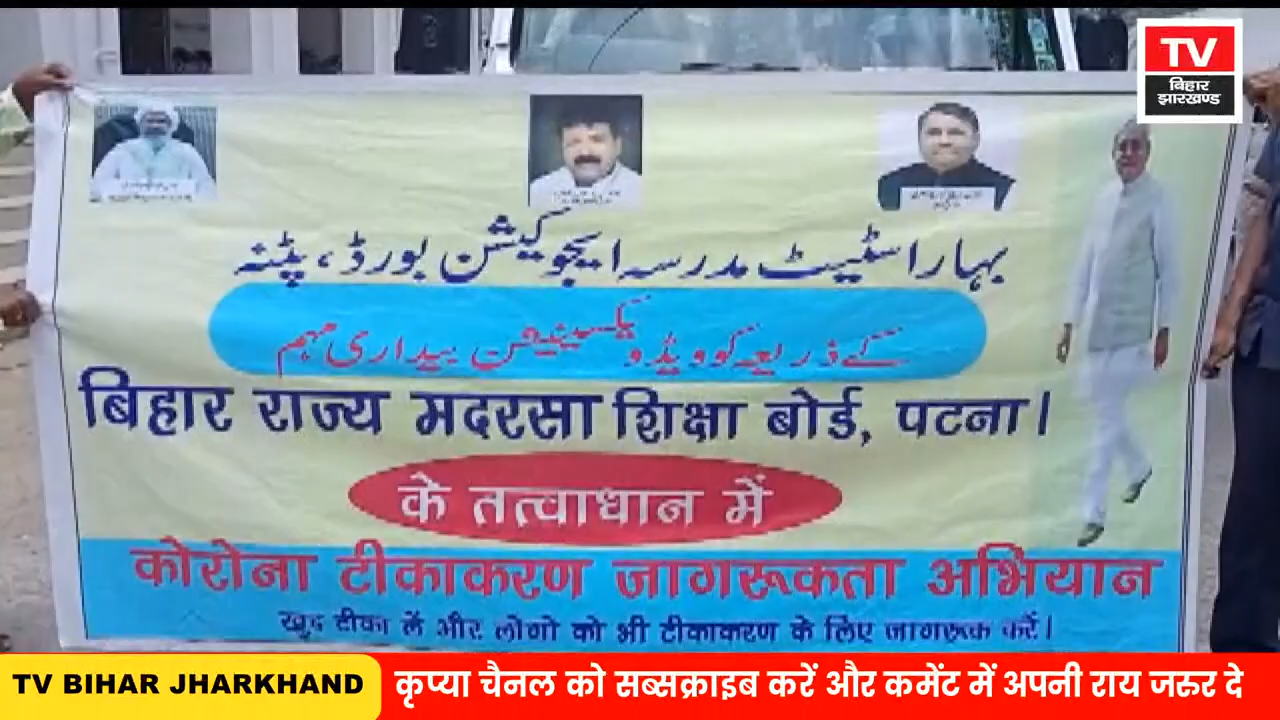 TV
बिहार
झारखण्ड
بہار اسٹیٹ مدرسہ ایجوکیشن بورڈ، پٹنہ
کے ذریعہ کوویڈ ویکسینیشن بیداری مہم
बिहार राज्य मदरसा शिक्षा बोर्ड, पटना।
के तत्वाधान में
कोरोना टीकाकरण जागरूकता अभियान
खुद टीका लें और लोगो को भी टीकाकरण के लिए जागरूक करें।
TV BIHAR JHARKHAND
कृप्या चैनल को सब्सक्राइब करें और कमेंट में अपनी राय जरुर दे